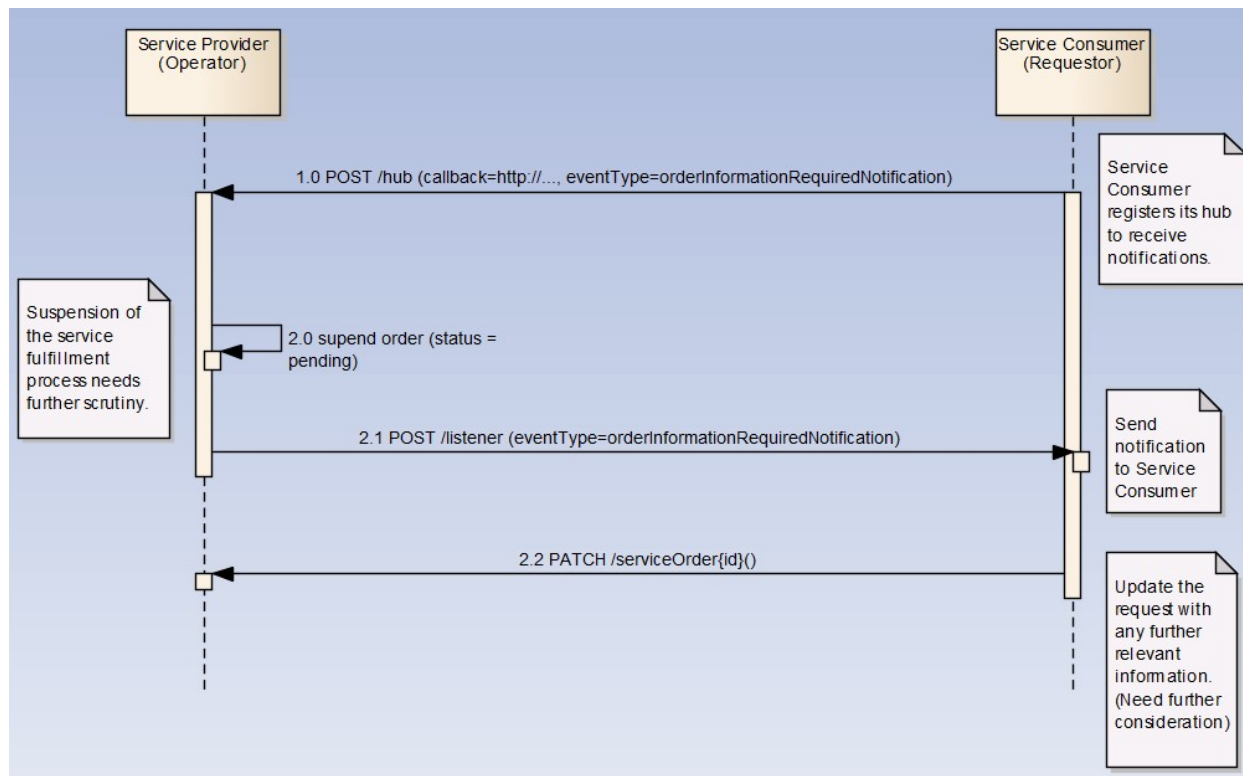 Service Provider
(Operator)
Service Consumer
(Requestor)
1.0 POST /hub (callback=http://..., eventType=orderInformationRequiredNotification)
Service
Consumer
registers its hub
to receive
notifications.
Suspension of
the service
fulfillment
process needs
further scrutiny.
2.0 supend order (status =
pending)
2.1 POST /listener (eventType=orderInformationRequiredNotification)
Send
notification
to Service
Consumer
2.2 PATCH /serviceOrder{id}()
Update the
request with
any further
relevant
information.
(Need further
consideration)